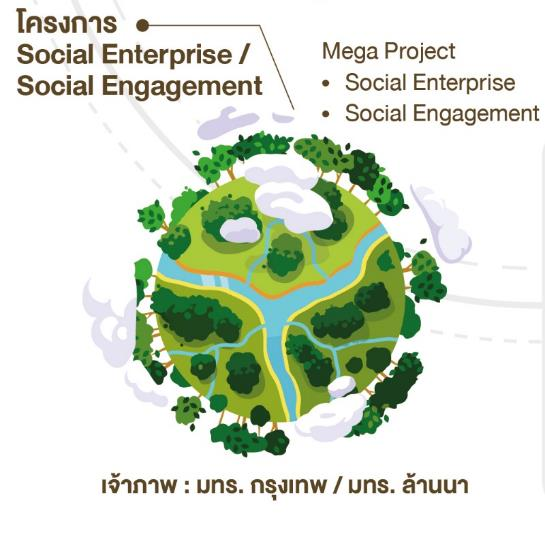 โครงการ
Social Enterprise /
Social Engagement
Mega Project
• Social Enterprise
• Social Engagement
เจ้าภาพ : มทร. กรุงเทพ / มทร. ล้านนา